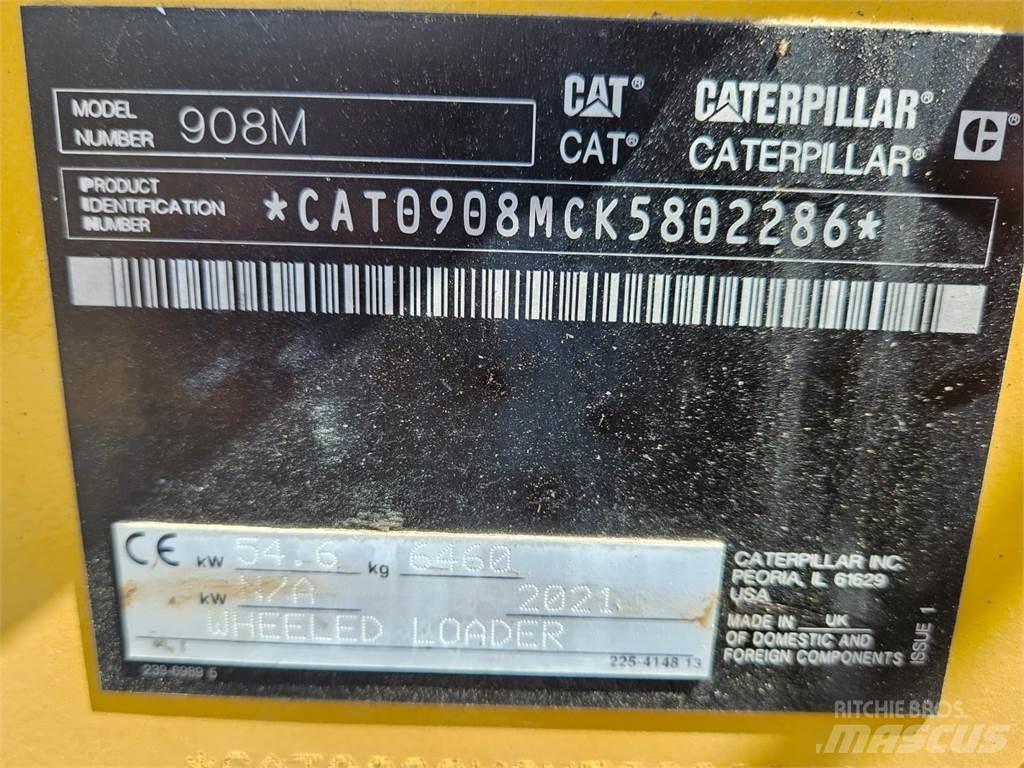 MODEL
NUMBER 908M
CAT® CATERPILLAR®
CAT® CATERPILLAR®
PRODUCT
IDENTIFICATION
NUMBER
*CAT0908MCK5802286*
CE kW 54.6 kg 6460
kW N/A 2021
WHEELED LOADER
239-6989 5 225-4148 13
CATERPILLAR INC.
PEORIA, IL 61629
USA
MADE IN UK
OF DOMESTIC AND
FOREIGN COMPONENTS
ISSUE 1
RITCHIE BROS.
MASCUS